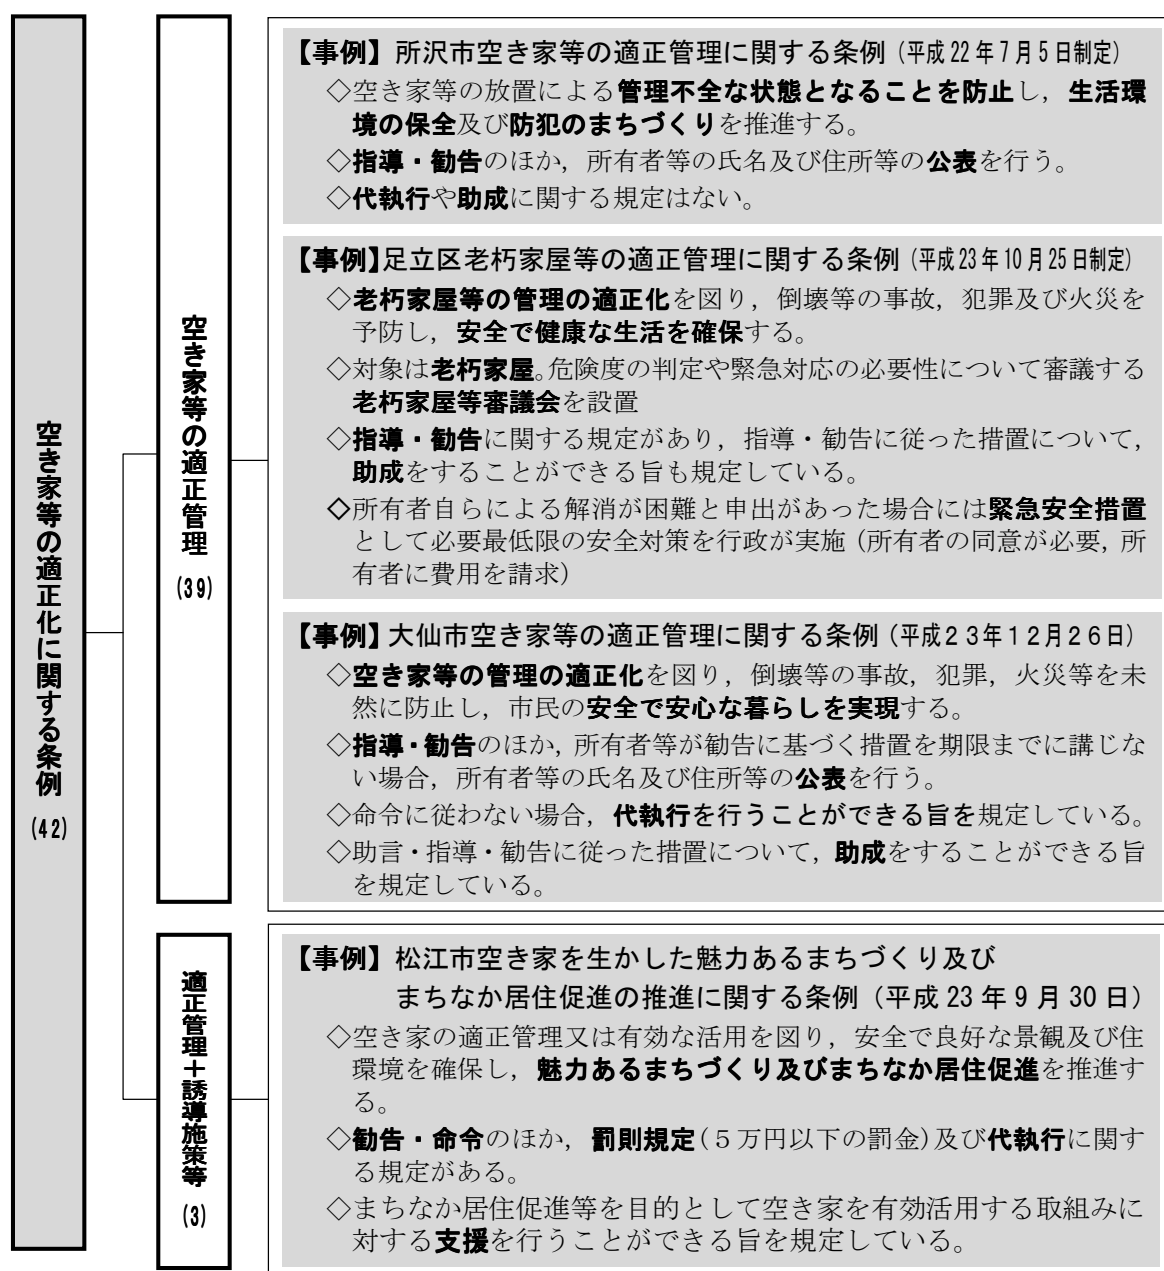 空き家等の適正化に関する条例
(42)
空き家等の適正管理
(39)
【事例】所沢市空き家等の適正管理に関する条例(平成22年7月5日制定)
◇空き家等の放置による管理不全な状態となることを防止し，生活環
境の保全及び防犯のまちづくりを推進する。
◇指導・勧告のほか，所有者等の氏名及び住所等の公表を行う。
◇代執行や助成に関する規定はない。
【事例】足立区老朽家屋等の適正管理に関する条例(平成23年10月25日制定)
◇老朽家屋等の管理の適正化を図り，倒壊等の事故，犯罪及び火災を
予防し，安全で健康な生活を確保する。
◇対象は老朽家屋。危険度の判定や緊急対応の必要性について審議する
老朽家屋等審議会を設置
◇指導・勧告に関する規定があり，指導・勧告に従った措置について，
助成をすることができる旨も規定している。
◇所有者自らによる解消が困難と申出があった場合には緊急安全措置
として必要最低限の安全対策を行政が実施（所有者の同意が必要，所
有者に費用を請求）
【事例】大仙市空き家等の適正管理に関する条例(平成２３年１２月２６日)
◇空き家等の管理の適正化を図り，倒壊等の事故，犯罪，火災等を未
然に防止し，市民の安全で安心な暮らしを実現する。
◇指導・勧告のほか，所有者等が勧告に基づく措置を期限までに講じな
い場合，所有者等の氏名及び住所等の公表を行う。
◇命令に従わない場合，代執行を行うことができる旨を規定している。
◇助言・指導・勧告に従った措置について，助成をすることができる旨
を規定している。
適正管理＋誘導施策等
(3)
【事例】松江市空き家を生かした魅力あるまちづくり及び
まちなか居住促進の推進に関する条例（平成23年9月30日）
◇空き家の適正管理又は有効な活用を図り，安全で良好な景観及び住
環境を確保し，魅力あるまちづくり及びまちなか居住促進を推進す
る。
◇勧告・命令のほか，罰則規定(５万円以下の罰金)及び代執行に関す
る規定がある。
◇まちなか居住促進等を目的として空き家を有効活用する取組みに
対する支援を行うことができる旨を規定している。